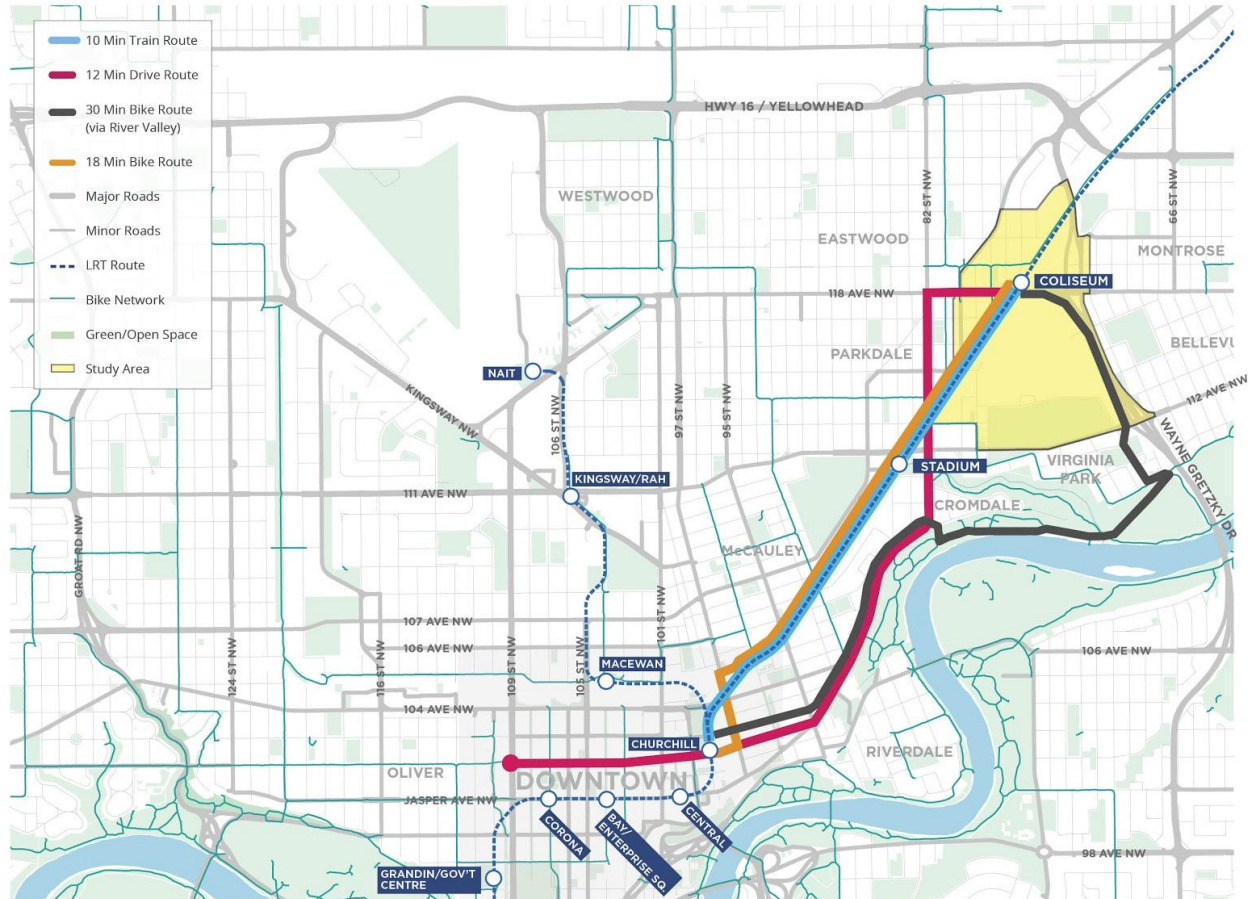 10 Min Train Route
12 Min Drive Route
30 Min Bike Route
(via River Valley)
18 Min Bike Route
Major Roads
Minor Roads
LRT Route
Bike Network
Green/Open Space
Study Area
HWY 16 / YELLOWHEAD
WESTWOOD
82 ST NW
66 ST NW
EASTWOOD
MONTROSE
COLISEUM
118 AVE NW
PARKDALE
BELLEVU
NAIT
KINGSWAY NW
106 ST NW
97 ST NW
95 ST NW
112 AVE NW
WAYNE GRETZKY DR
STADIUM
VIRGINIA
PARK
KINGSWAY/RAH
111 AVE NW
CROMDALE
GROAT RD NW
McCAULEY
107 AVE NW
101 ST NW
106 AVE NW
106 AVE NW
124 ST NW
116 ST NW
109 ST NW
105 ST NW
MACEWAN
104 AVE NW
CHURCHILL
RIVERDALE
OLIVER
DOWNTOWN
JASPER AVE NW
CORONA
BAY/
ENTERPRISE SQ.
CENTRAL
98 AVE NW
GRANDIN/GOV'T
CENTRE